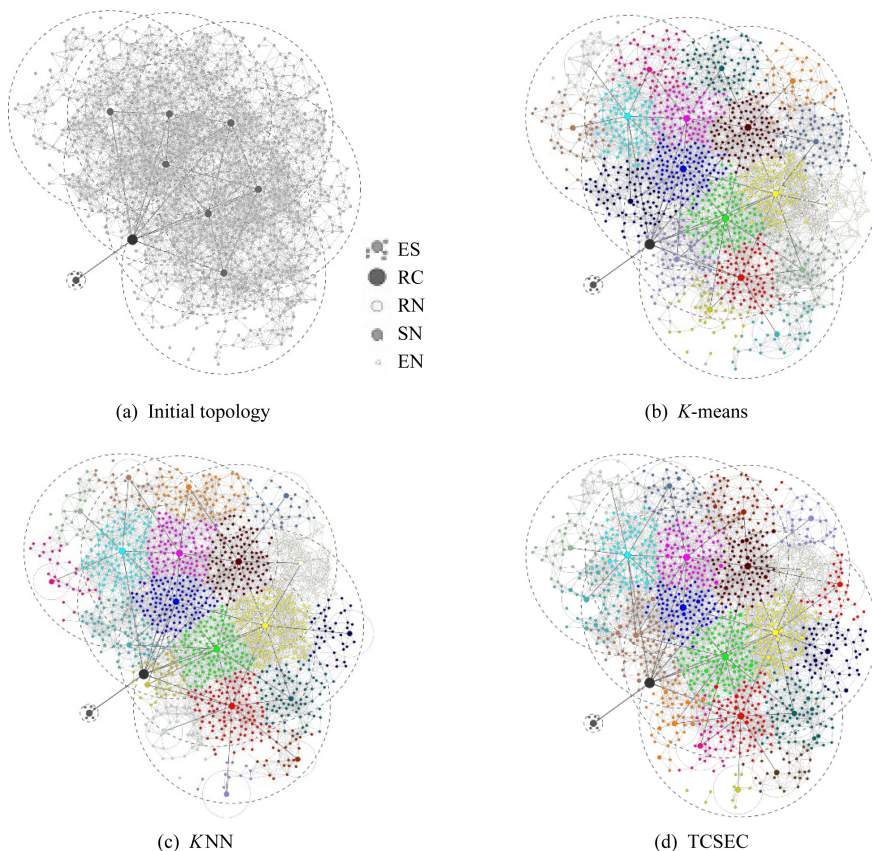 ES
RC
RN
SN
EN
(a) Initial topology
(b) K-means
(c) KNN
(d) TCSEC